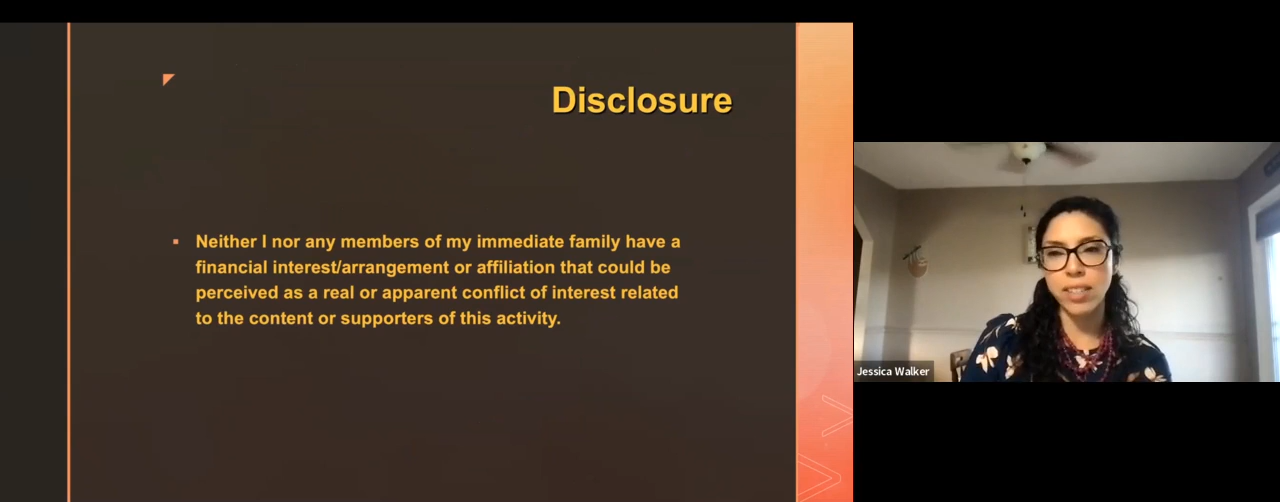 Disclosure
Neither I nor any members of my immediate family have a
financial interest/arrangement or affiliation that could be
perceived as a real or apparent conflict of interest related
to the content or supporters of this activity.
Jessica Walker